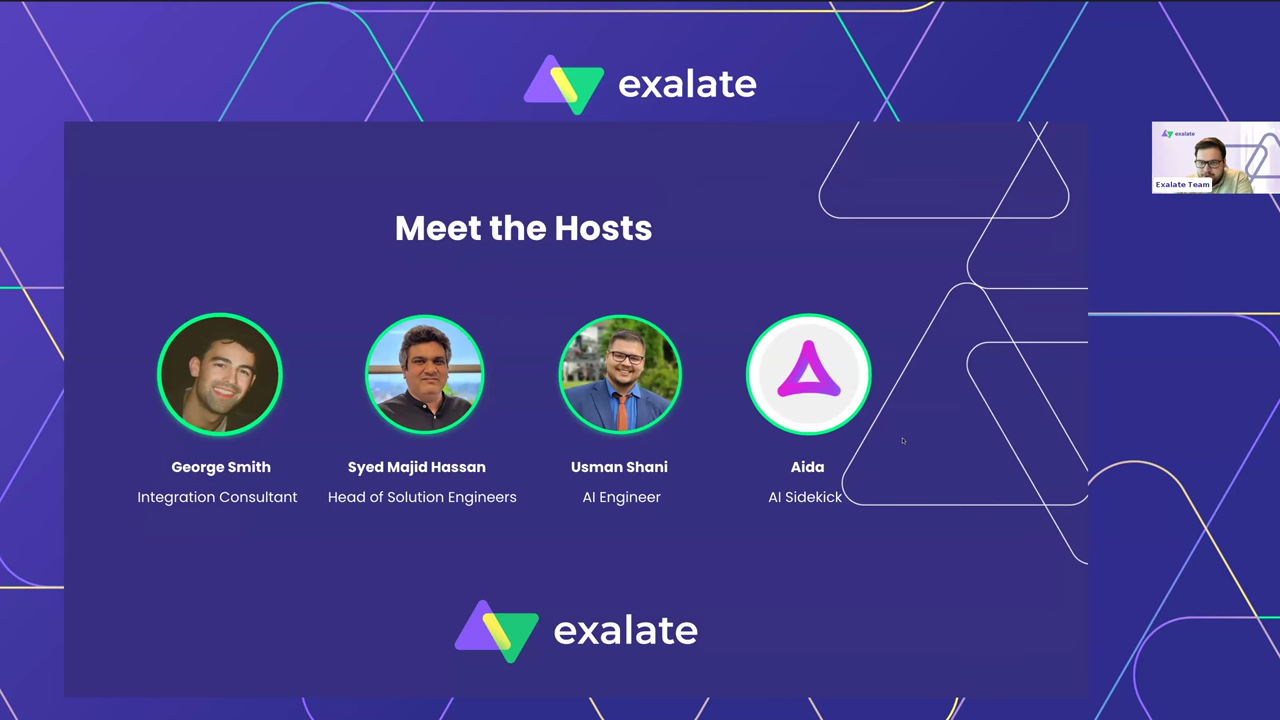 exalate
exalate
Exalate Team
Meet the Hosts
George Smith
Integration Consultant
Syed Majid Hassan
Head of Solution Engineers
Usman Shani
AI Engineer
Aida
AI Sidekick
exalate